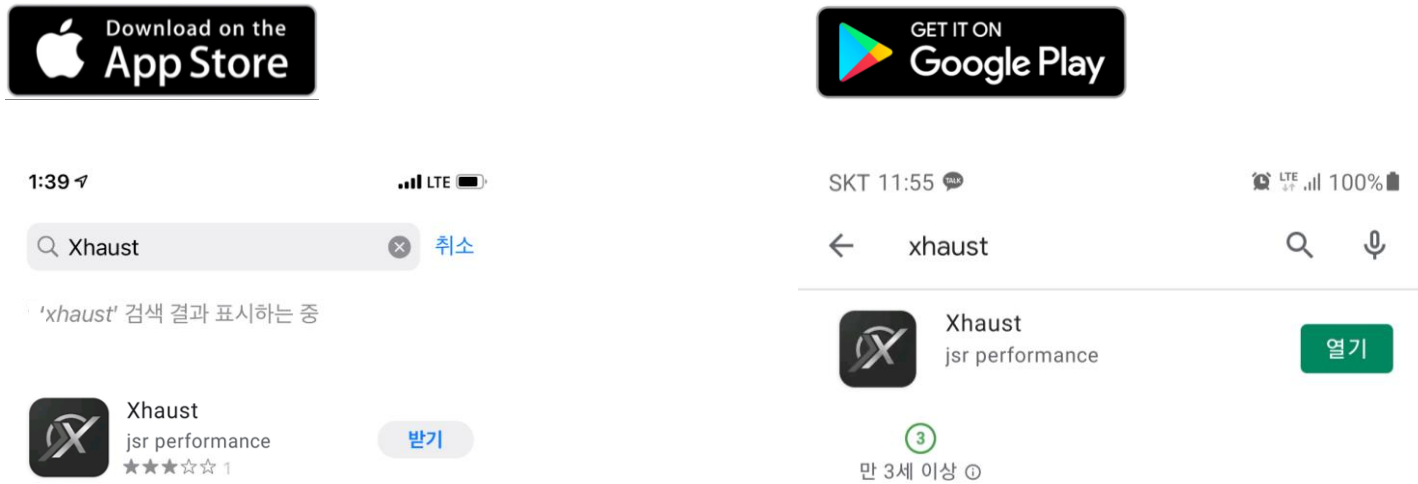 Download on the
App Store
1:39
LTE
Xhaust
취소
'xhaust' 검색 결과 표시하는 중
Xhaust
jsr performance
1
받기
GET IT ON
Google Play
SKT 11:55 TALK
LTE 100%
xhaust
Xhaust
jsr performance
열기
3
만 3세 이상